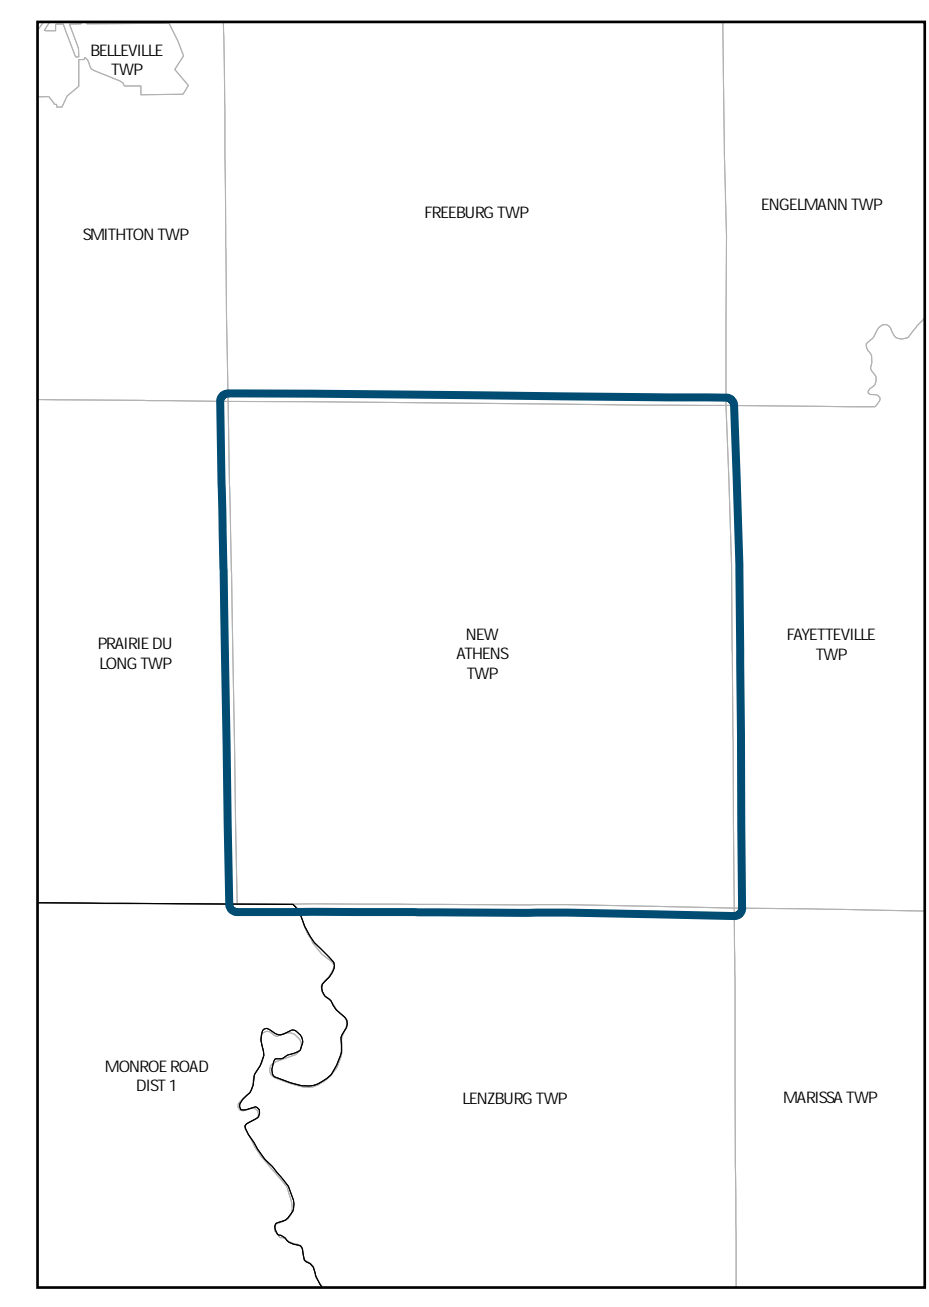 BELLEVILLE
TWP
ENGELMANN TWP
FREEBURG TWP
SMITHTON TWP
NEW
ATHENS
TWP
PRAIRIE DU
LONG TWP
FAYETTEVILLE
TWP
MONROE ROAD
DIST 1
LENZBURG TWP
MARISSA TWP